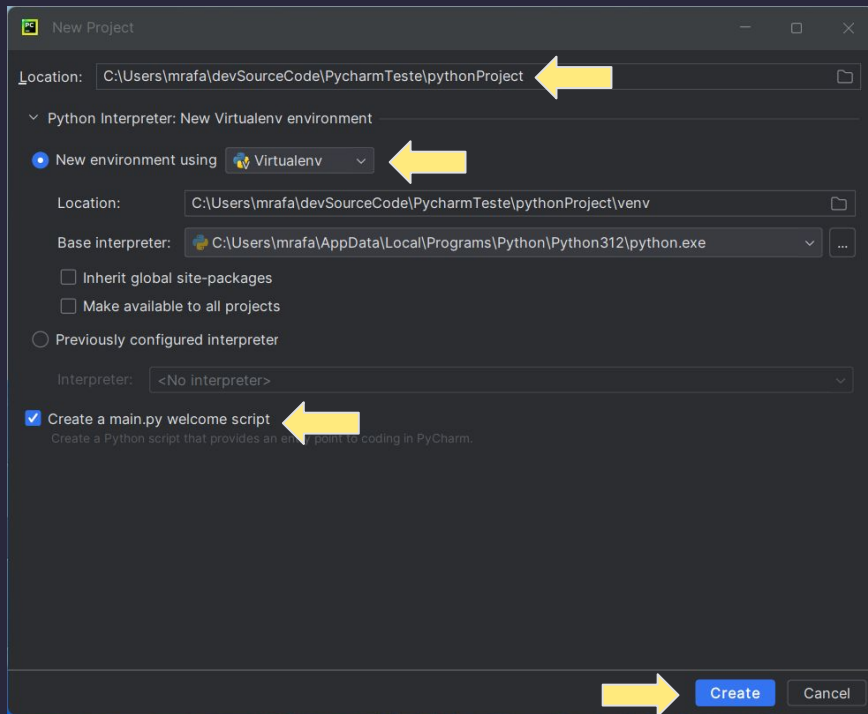 New Project
Location: C:\Users\mrafa\devSourceCode\PycharmTeste\pythonProject
Python Interpreter: New Virtualenv environment
New environment using Virtualenv
Location: C:\Users\mrafa\devSourceCode\PycharmTeste\pythonProject\venv
Base interpreter: C:\Users\mrafa\AppData\Local\Programs\Python\Python312\python.exe ...
Inherit global site-packages
Make available to all projects
Previously configured interpreter
Interpreter: <No interpreter>
Create a main.py welcome script
Create a Python script that provides an entry point to coding in PyCharm.
Create Cancel